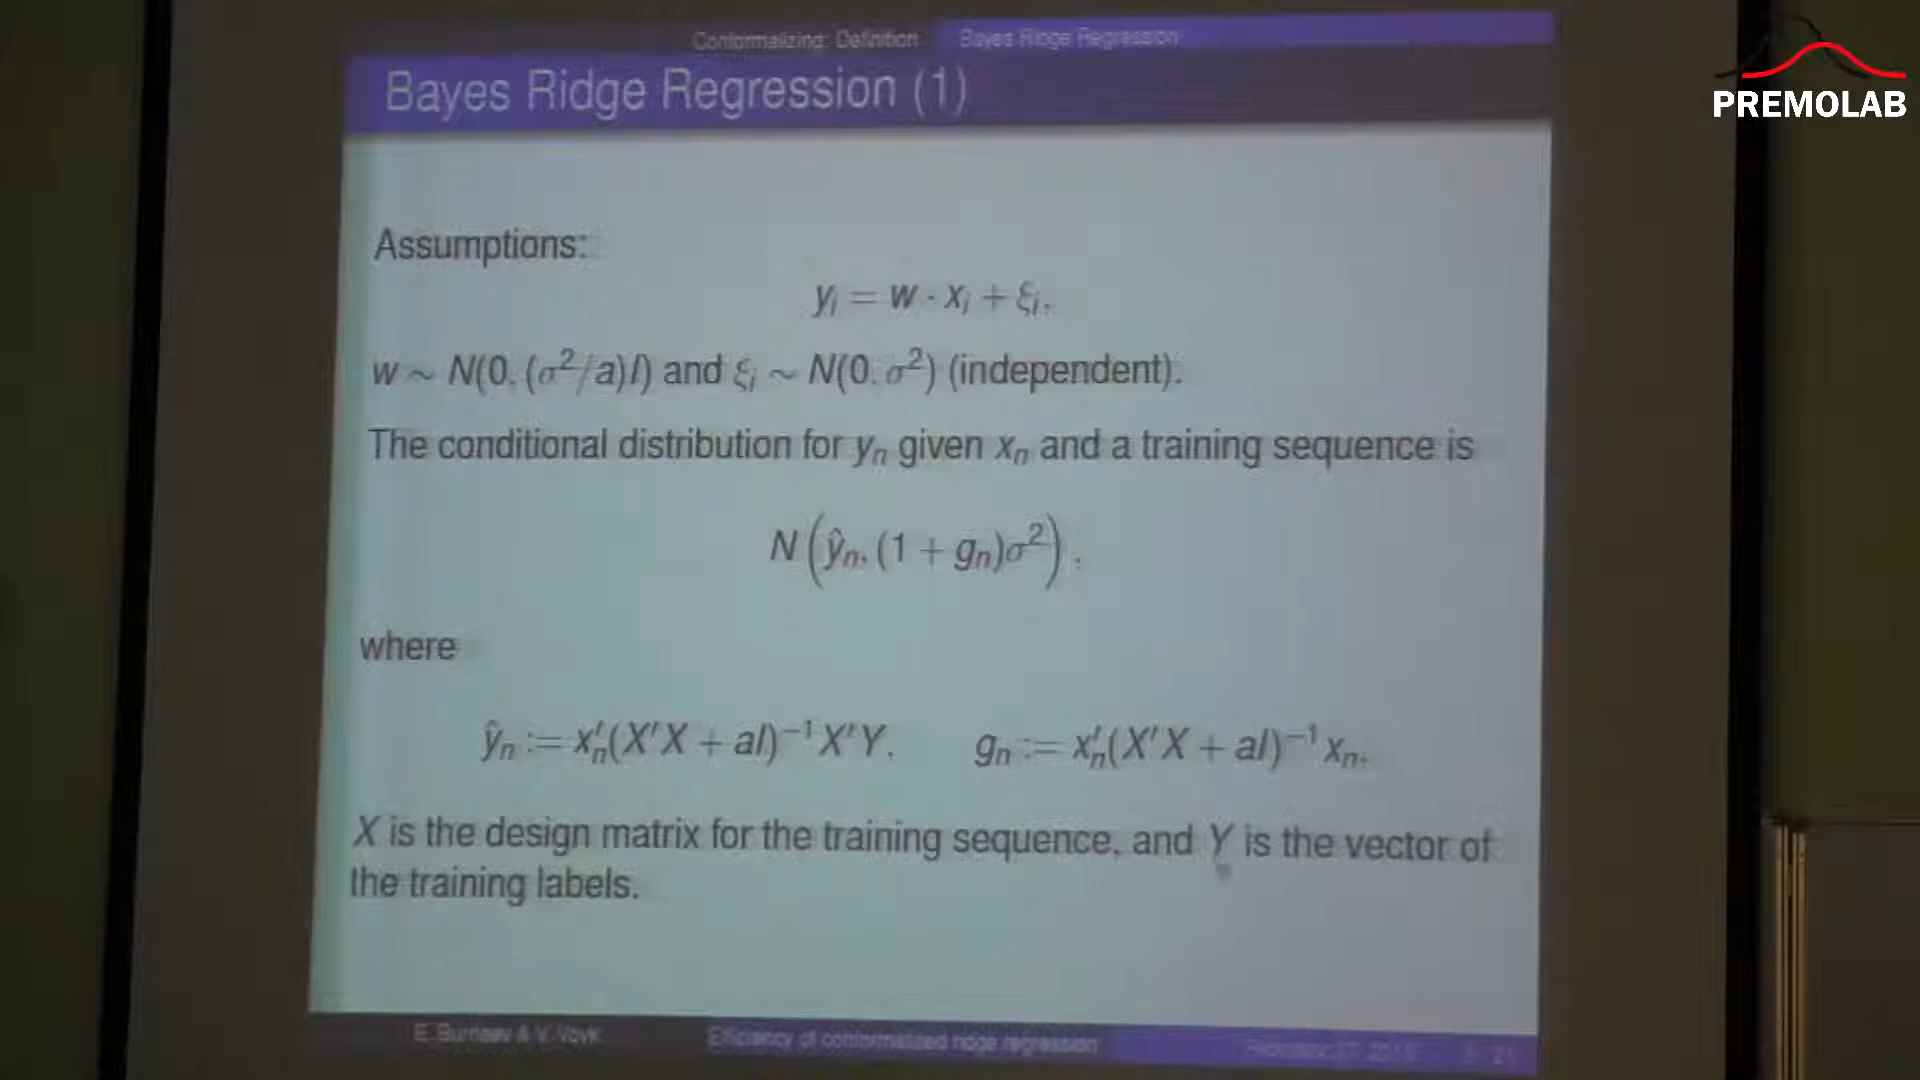 Conformalizing: Definition Bayes Ridge Regression
PREMOLAB
Bayes Ridge Regression (1)
Assumptions:
yᵢ = w · xᵢ + ξᵢ,
w ~ N(0, (σ²/a)I) and ξᵢ ~ N(0, σ²) (independent).
The conditional distribution for yₙ given xₙ and a training sequence is
N(ŷₙ, (1 + gₙ)σ²),
where
ŷₙ := x′ₙ(X′X + aI)⁻¹X′Y, gₙ := x′ₙ(X′X + aI)⁻¹xₙ,
X is the design matrix for the training sequence, and Y is the vector of
the training labels.
E. Burnaev & V. Vovk Efficiency of conformalized ridge regression